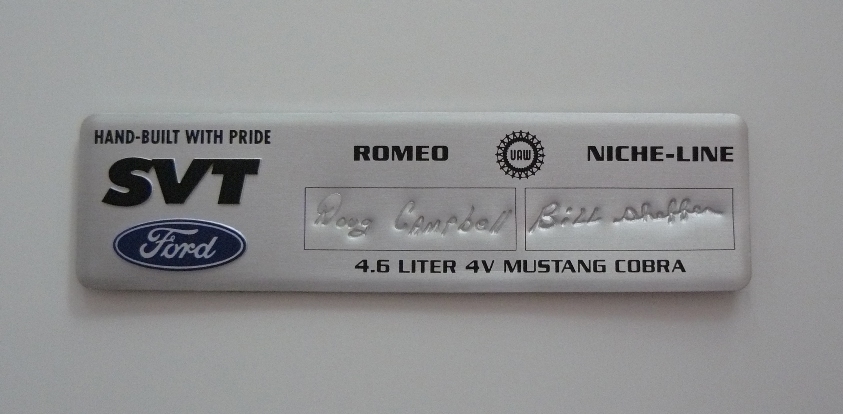 HAND-BUILT WITH PRIDE
SVT
Ford
ROMEO UAW NICHE-LINE
Doug Campbell Bill
4.6 LITER 4V MUSTANG COBRA